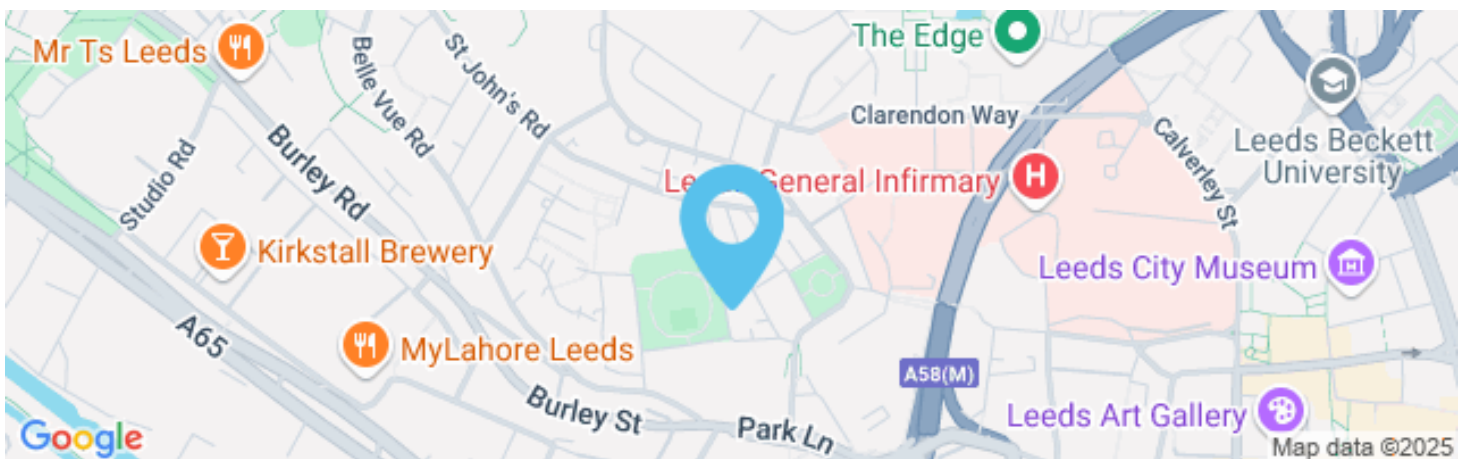 Mr Ts Leeds
Belle Vue Rd
St John's Rd
The Edge
Clarendon Way
Calverley St
Leeds Beckett
University
Studio Rd
Burley Rd
General Infirmary
H
Kirkstall Brewery
Leeds City Museum
A65
MyLahore Leeds
A58(M)
Burley St
Park Ln
Leeds Art Gallery
Google
Map data ©2025